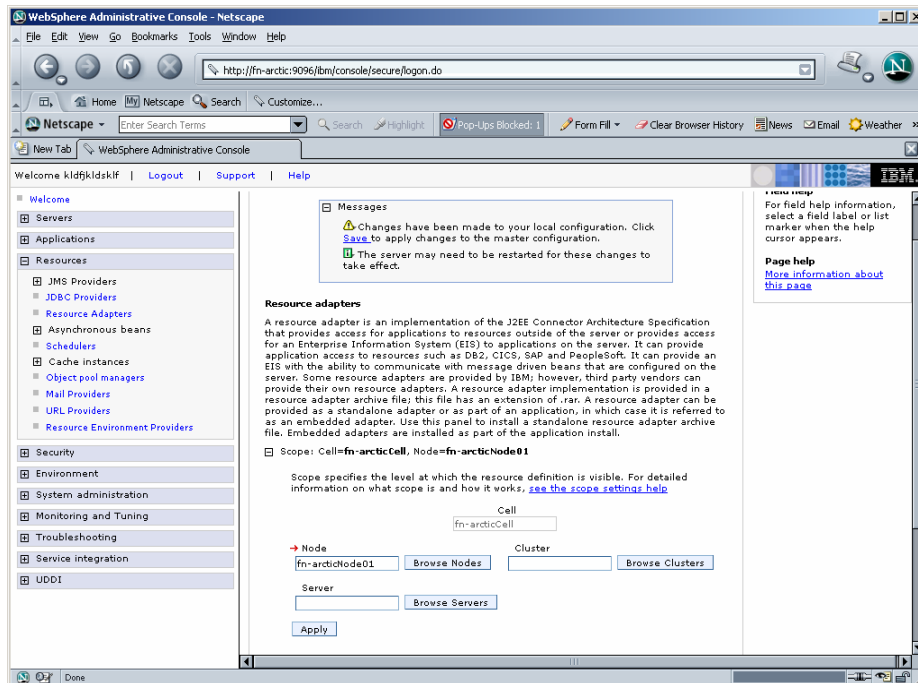 WebSphere Administrative Console - Netscape
File Edit View Go Bookmarks Tools Window Help
http://fn-arctic:9096/ibm/console/secure/logon.do
Home My Netscape Search Customize...
Netscape Enter Search Terms Search Highlight Pop-Ups Blocked: 1 Form Fill Clear Browser History News Email Weather
New Tab WebSphere Administrative Console
Welcome kldfjkldsklf | Logout | Support | Help IBM.
Welcome
Servers
Applications
Resources
JMS Providers
JDBC Providers
Resource Adapters
Asynchronous beans
Schedulers
Cache instances
Object pool managers
Mail Providers
URL Providers
Resource Environment Providers
Security
Environment
System administration
Monitoring and Tuning
Troubleshooting
Service integration
UDDI
Messages
Changes have been made to your local configuration. Click
Save to apply changes to the master configuration.
The server may need to be restarted for these changes to
take effect.
Resource adapters
A resource adapter is an implementation of the J2EE Connector Architecture Specification
that provides access for applications to resources outside of the server or provides access
for an Enterprise Information System (EIS) to applications on the server. It can provide
application access to resources such as DB2, CICS, SAP and PeopleSoft. It can provide an
EIS with the ability to communicate with message driven beans that are configured on the
server. Some resource adapters are provided by IBM; however, third party vendors can
provide their own resource adapters. A resource adapter implementation is provided in a
resource adapter archive file; this file has an extension of .rar. A resource adapter can be
provided as a standalone adapter or as part of an application, in which case it is referred to
as an embedded adapter. Use this panel to install a standalone resource adapter archive
file. Embedded adapters are installed as part of the application install.
Scope: Cell=fn-arcticCell, Node=fn-arcticNode01
Scope specifies the level at which the resource definition is visible. For detailed
information on what scope is and how it works, see the scope settings help
Cell
fn-arcticCell
Node Cluster
fn-arcticNode01 Browse Nodes Browse Clusters
Server
Browse Servers
Apply
Field help
For field help information,
select a field label or list
marker when the help
cursor appears.
Page help
More information about
this page
Done